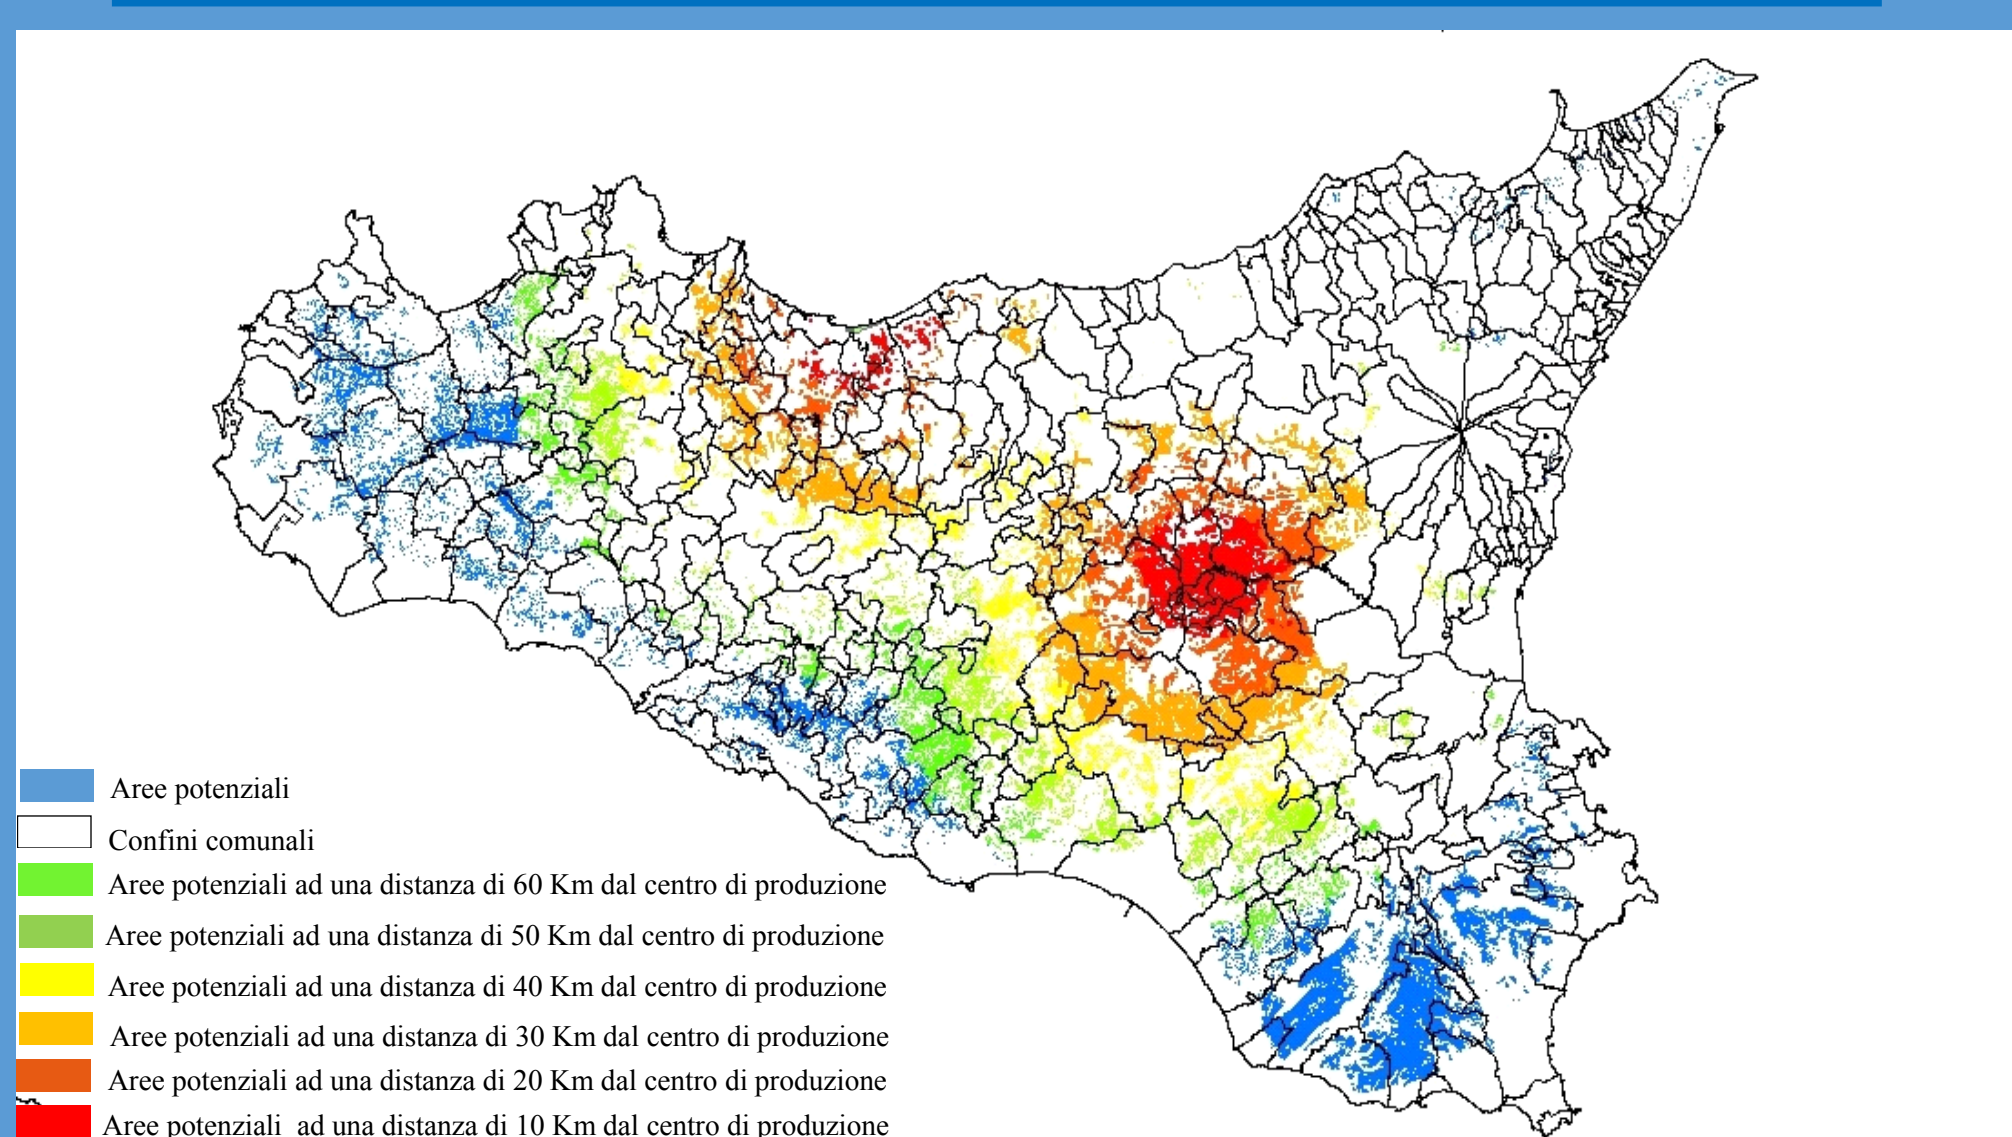 Aree potenziali
Confini comunali
Aree potenziali ad una distanza di 60 Km dal centro di produzione
Aree potenziali ad una distanza di 50 Km dal centro di produzione
Aree potenziali ad una distanza di 40 Km dal centro di produzione
Aree potenziali ad una distanza di 30 Km dal centro di produzione
Aree potenziali ad una distanza di 20 Km dal centro di produzione
Aree potenziali ad una distanza di 10 Km dal centro di produzione